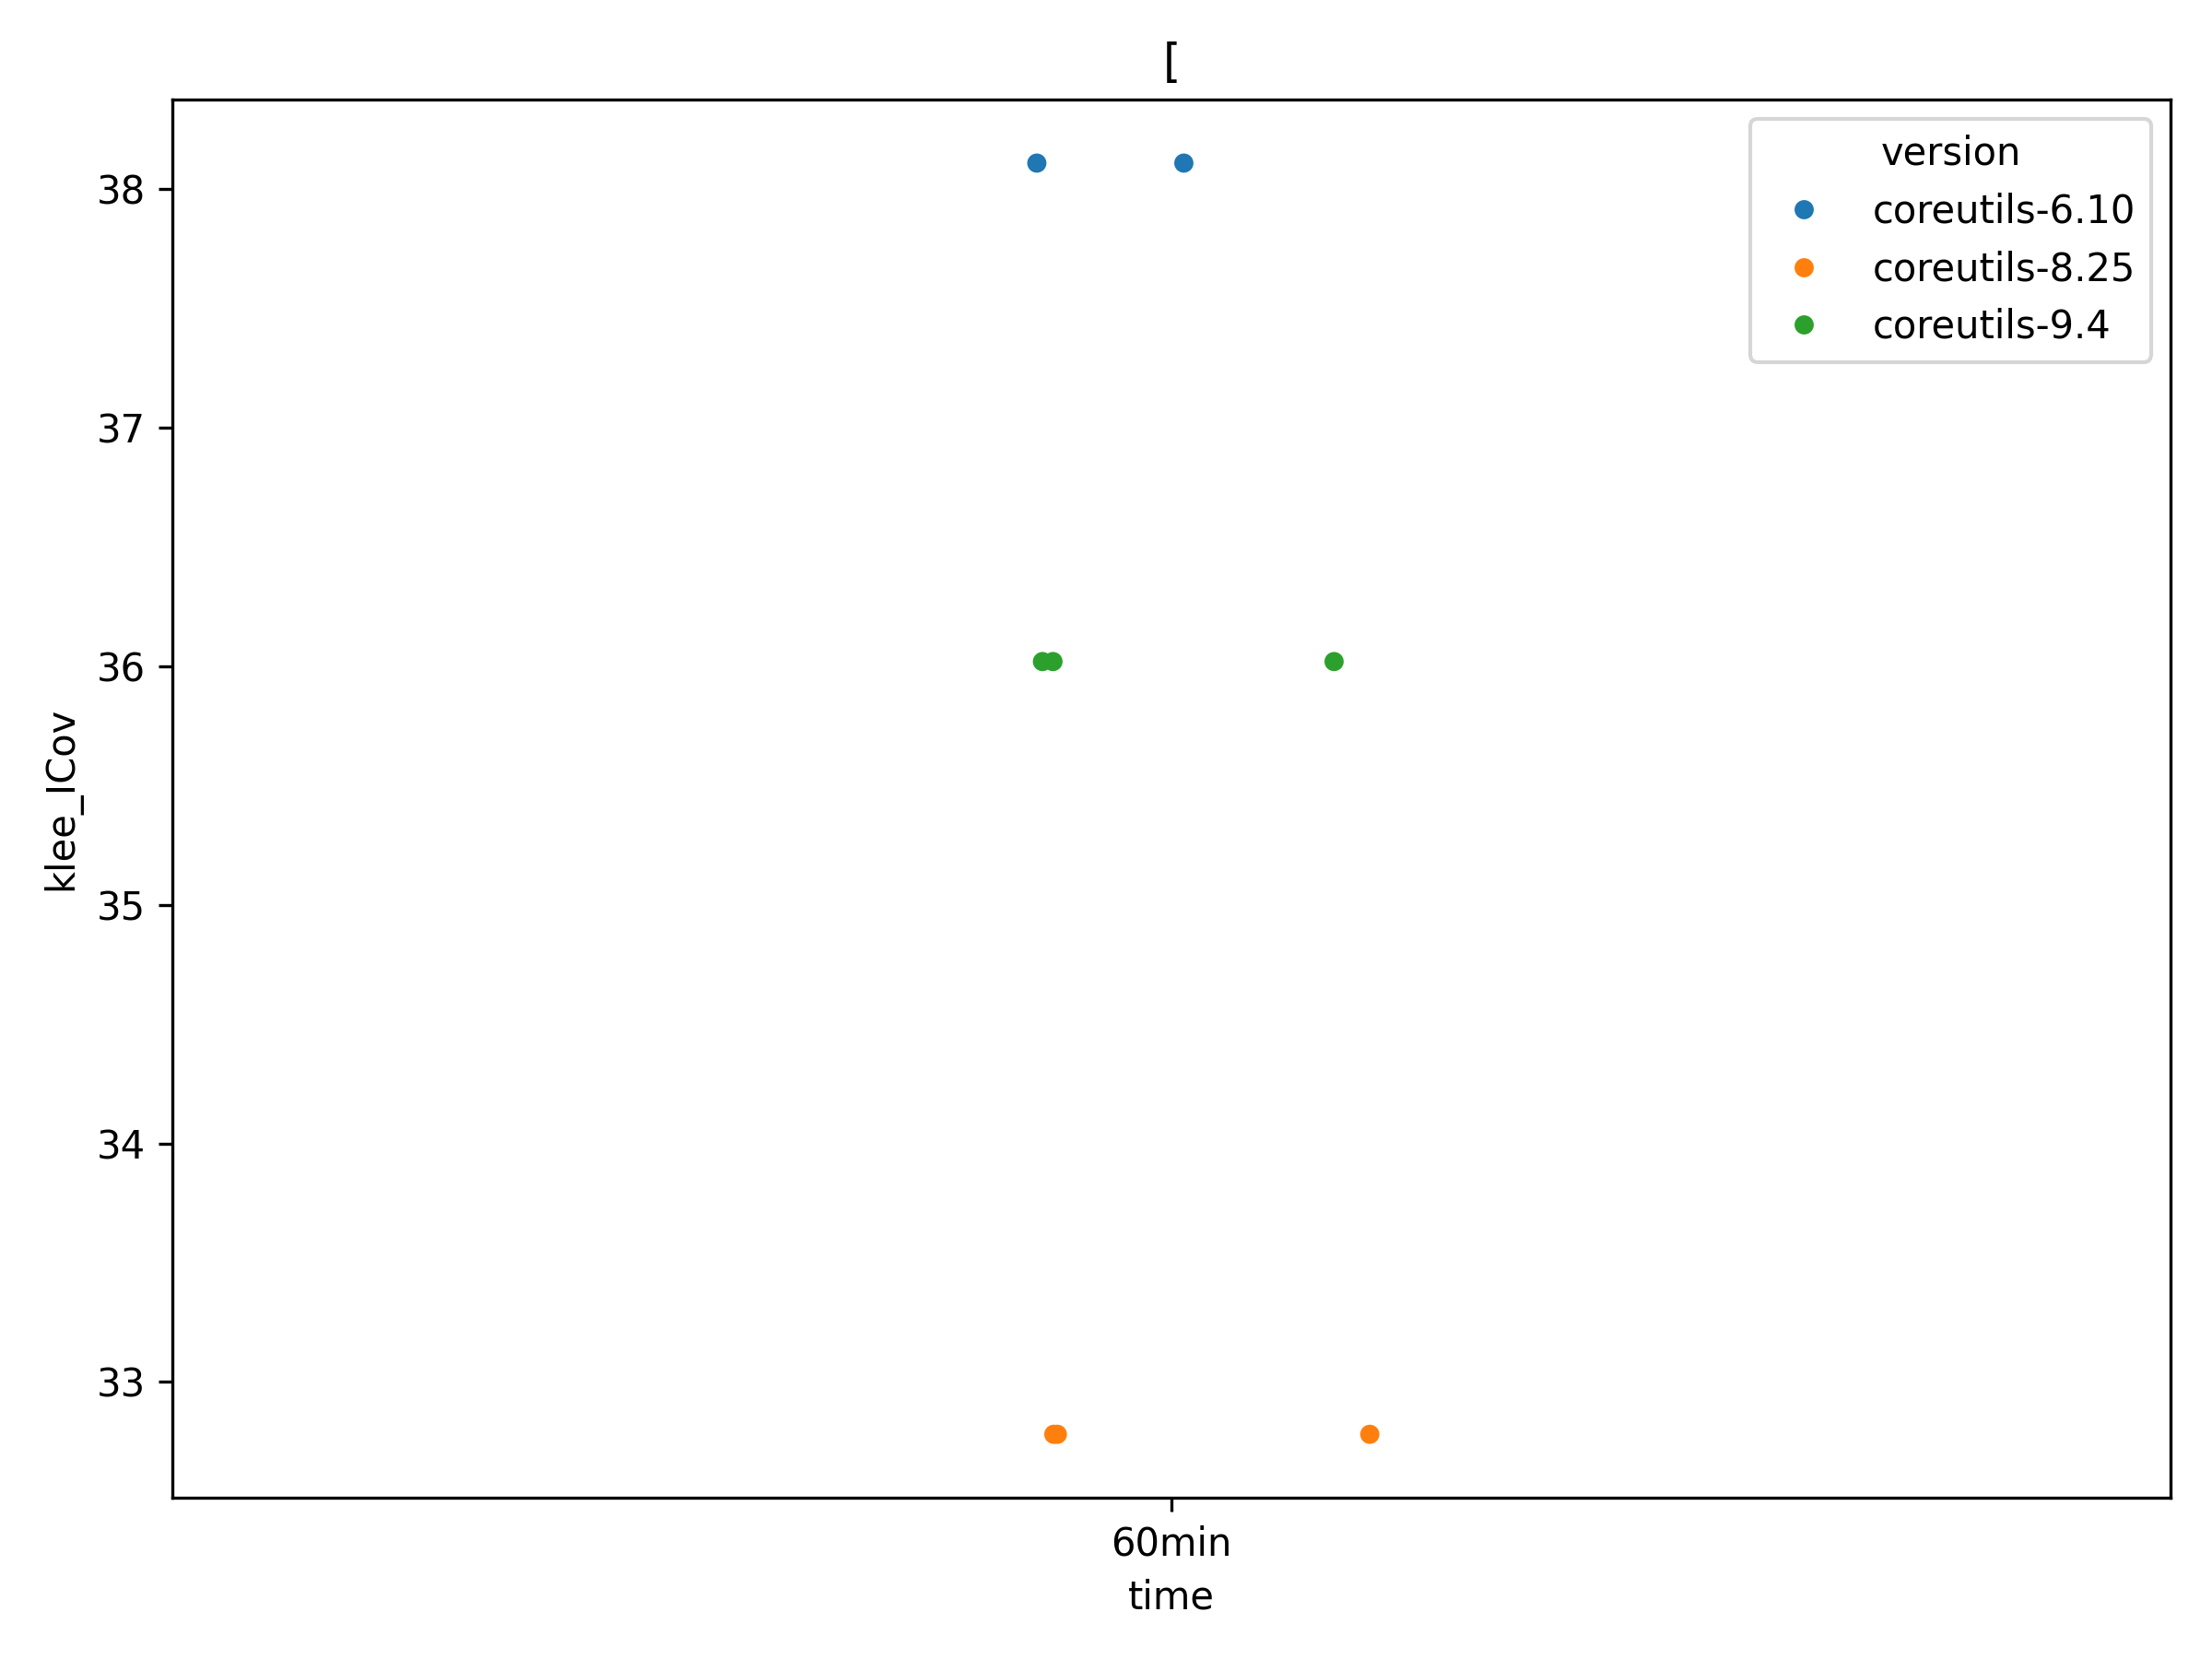 [
version
coreutils-6.10
coreutils-8.25
coreutils-9.4
38
37
36
35
34
33
klee_ICov
60min
time